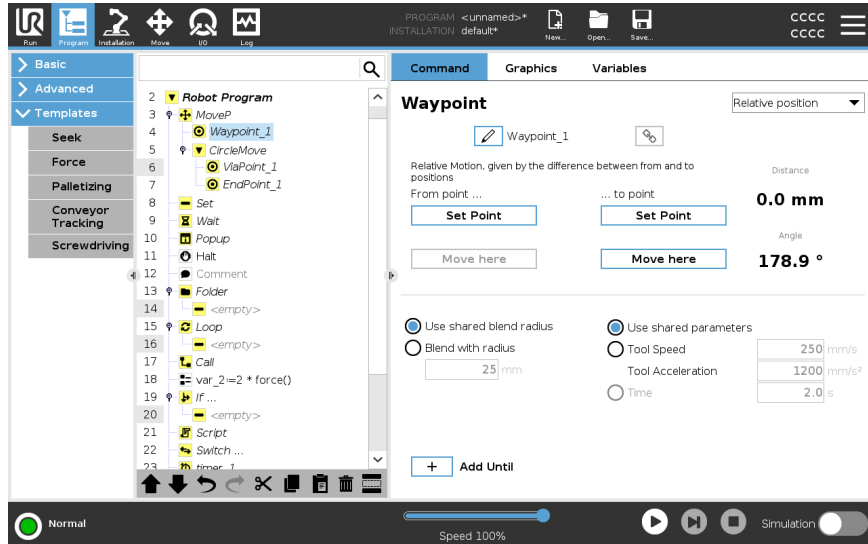 UR
Run
Program
Installation
Move
I/O
Log
PROGRAM <unnamed>*
INSTALLATION default*
New...
Open...
Save...
CCCC
CCCC
Basic
Advanced
Templates
Seek
Force
Palletizing
Conveyor
Tracking
Screwdriving
2 Robot Program
3 MoveP
4 Waypoint_1
5 CircleMove
6 ViaPoint_1
7 EndPoint_1
8 Set
9 Wait
10 Popup
11 Halt
12 Comment
13 Folder
14 <empty>
15 Loop
16 <empty>
17 Call
18 var_2:=2 * force()
19 If ...
20 <empty>
21 Script
22 Switch ...
23 timer_1
Command Graphics Variables
Waypoint
Relative position
Waypoint_1
Relative Motion, given by the difference between from and to
positions
From point ... ... to point
Set Point Set Point
Move here Move here
Distance
0.0 mm
Angle
178.9 °
Use shared blend radius
Blend with radius
25 mm
Use shared parameters
Tool Speed 250 mm/s
Tool Acceleration 1200 mm/s²
Time 2.0 s
+ Add Until
Normal
Speed 100%
Simulation